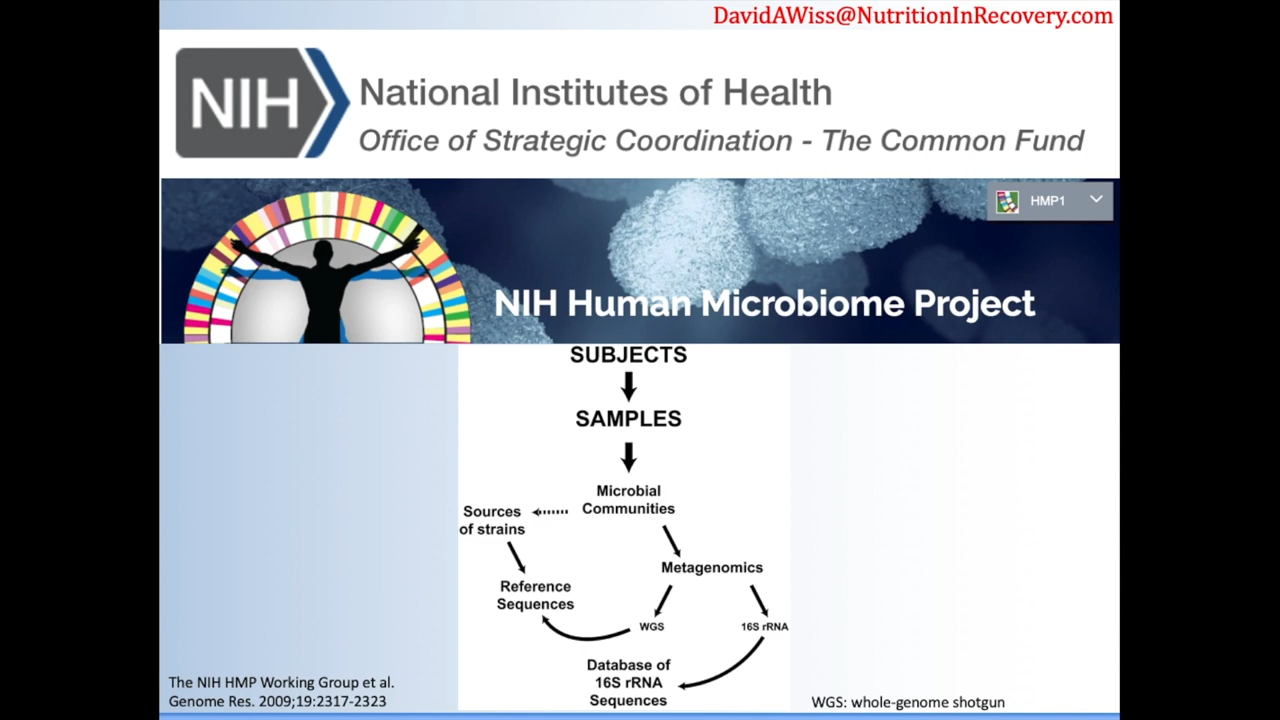 DavidAWiss@NutritionInRecovery.com
NIH
National Institutes of Health
Office of Strategic Coordination - The Common Fund
HMP1
NIH Human Microbiome Project
SUBJECTS
SAMPLES
Microbial
Communities
Sources
of strains
Metagenomics
Reference
Sequences
WGS
16S rRNA
Database of
16S rRNA
Sequences
The NIH HMP Working Group et al.
Genome Res. 2009;19:2317-2323
WGS: whole-genome shotgun